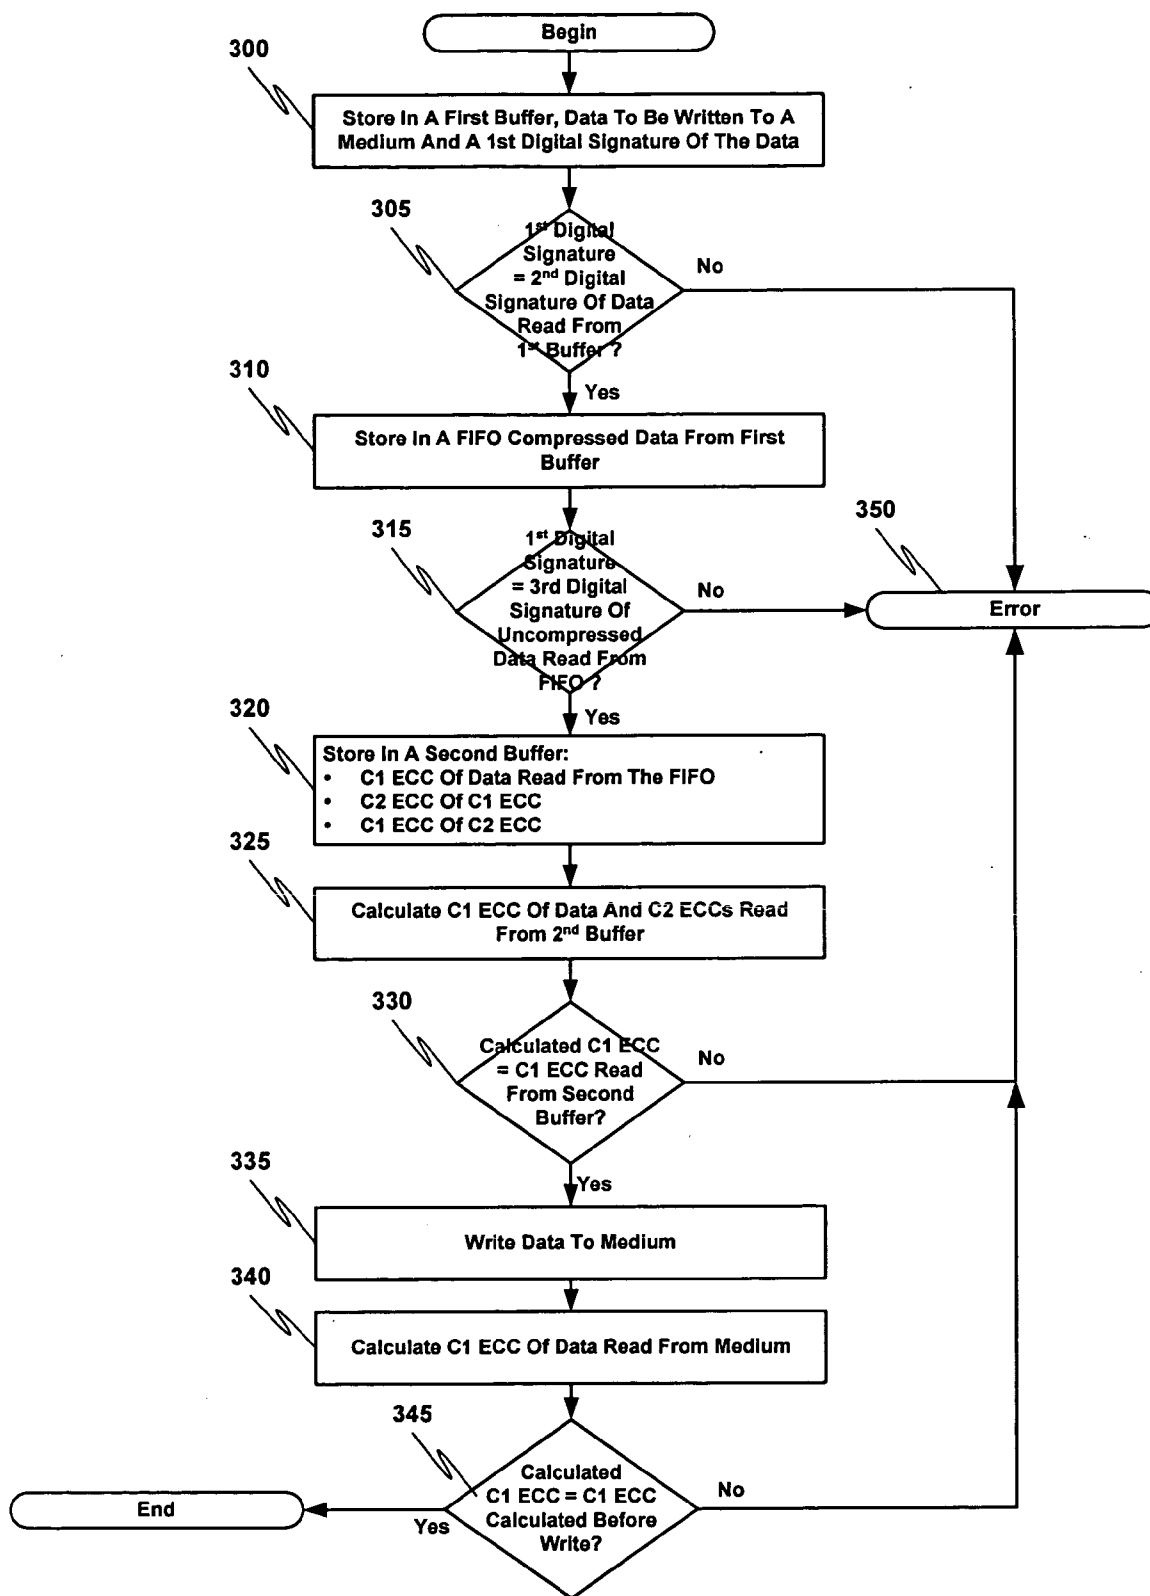 Begin
300
Store In A First Buffer, Data To Be Written To A
Medium And A 1st Digital Signature Of The Data
305
1st Digital
Signature
= 2nd Digital
Signature Of Data
Read From
1st Buffer ?
No
Yes
310
Store In A FIFO Compressed Data From First
Buffer
315
1st Digital
Signature
= 3rd Digital
Signature Of
Uncompressed
Data Read From
FIFO ?
No
350
Error
Yes
320
Store In A Second Buffer:
• C1 ECC Of Data Read From The FIFO
• C2 ECC Of C1 ECC
• C1 ECC Of C2 ECC
325
Calculate C1 ECC Of Data And C2 ECCs Read
From 2nd Buffer
330
Calculated C1 ECC
= C1 ECC Read
From Second
Buffer?
No
Yes
335
Write Data To Medium
340
Calculate C1 ECC Of Data Read From Medium
345
Calculated
C1 ECC = C1 ECC
Calculated Before
Write?
No
Yes
End